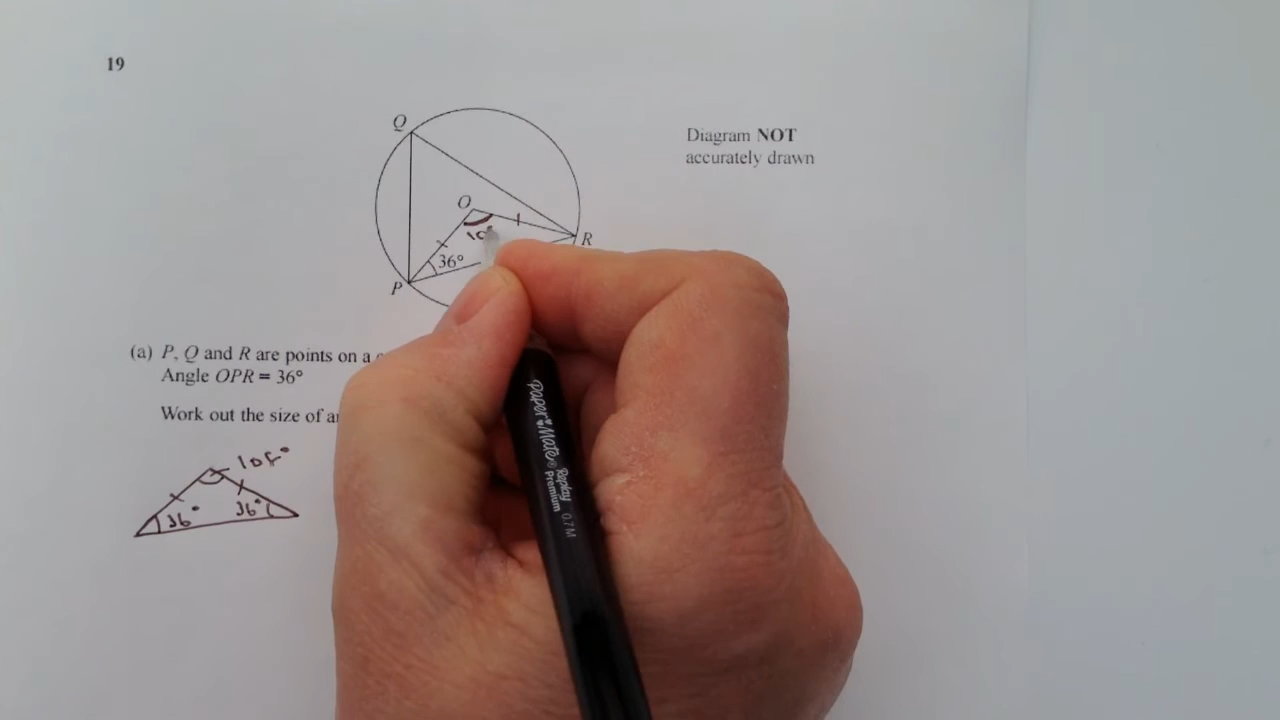 19
Q
Diagram NOT
accurately drawn
O
R
36°
P
(a) P, Q and R are points on a
Angle OPR = 36°
Work out the size of
108°
36° 36°
Paper Mate Replay
Premium 0.7M